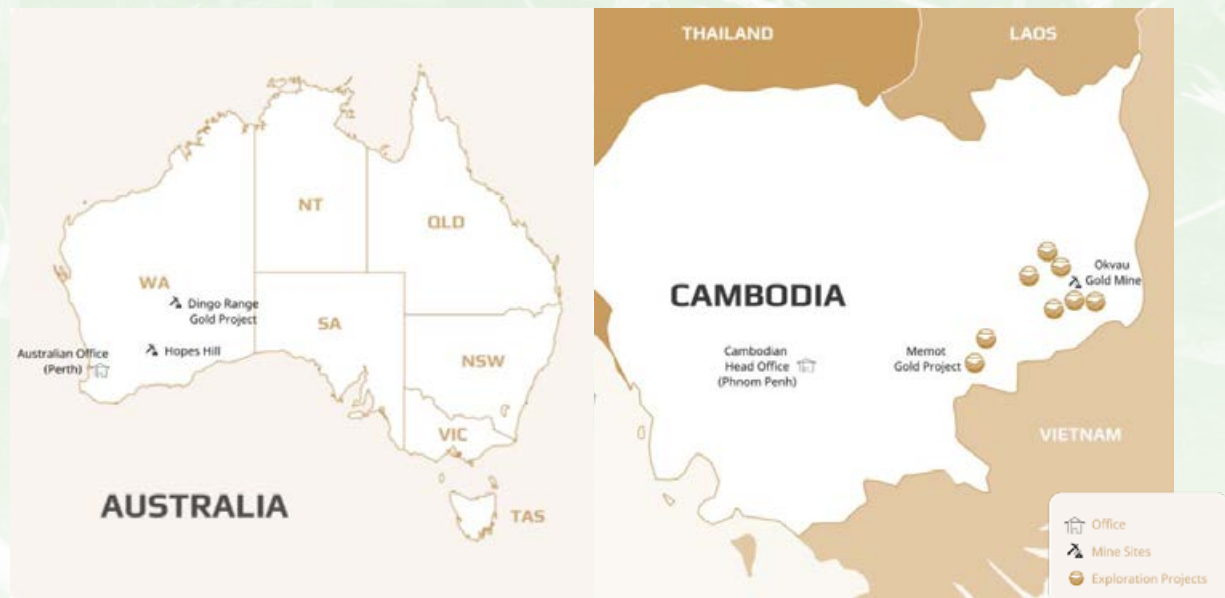 NT
QLD
WA
Dingo Range
Gold Project
SA
Hopes Hill
Australian Office
(Perth)
NSW
VIC
AUSTRALIA
TAS
THAILAND
LAOS
Okvau
Gold Mine
CAMBODIA
Cambodian
Head Office
(Phnom Penh)
Memot
Gold Project
VIETNAM
Office
Mine Sites
Exploration Projects